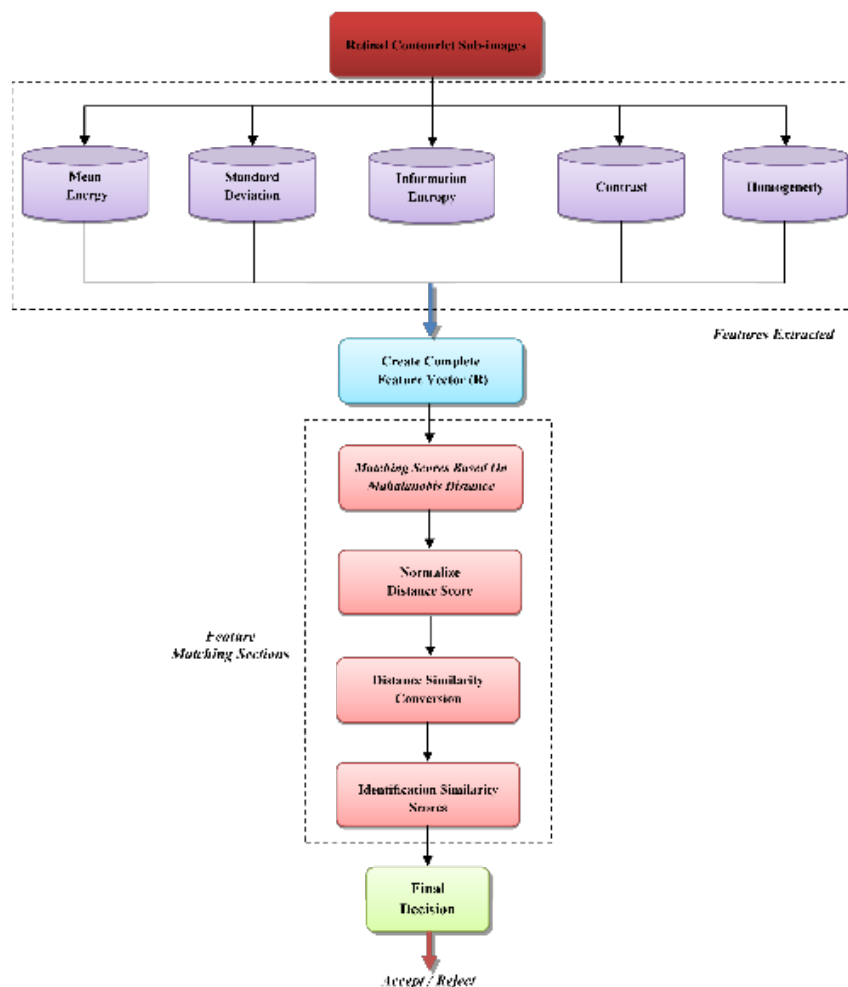 Retinal Contourlet Sub-images
Mean
Energy
Standard
Deviation
Information
Entropy
Contrast
Homogeneity
Features Extracted
Create Complete
Feature Vector (R)
Matching Scores Based On
Mahalanobis Distance
Normalize
Distance Score
Feature
Matching Sections
Distance Similarity
Conversion
Identification Similarity
Scores
Final
Decision
Accept / Reject